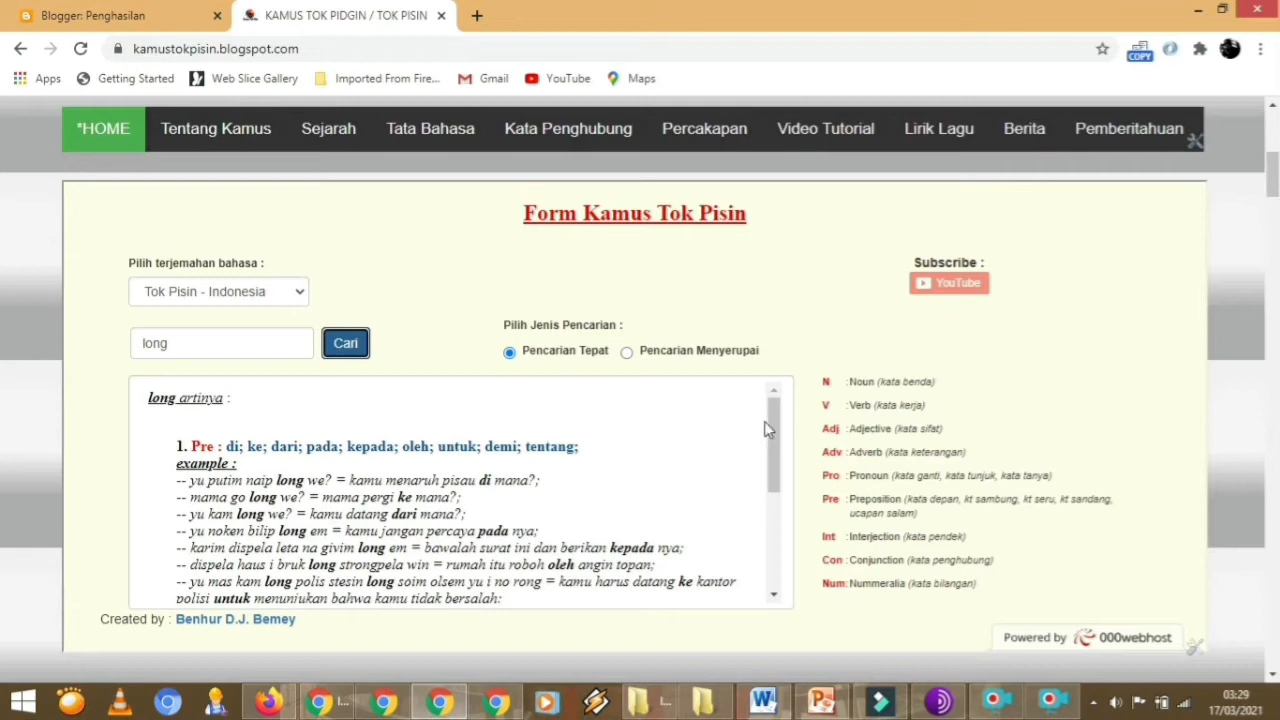 Blogger: Penghasilan
KAMUS TOK PIDGIN / TOK PISIN
kamustokpisin.blogspot.com
COPY
Apps
Getting Started
Web Slice Gallery
Imported From Fire...
Gmail
YouTube
Maps
*HOME
Tentang Kamus
Sejarah
Tata Bahasa
Kata Penghubung
Percakapan
Video Tutorial
Lirik Lagu
Berita
Pemberitahuan
Form Kamus Tok Pisin
Pilih terjemahan bahasa :
Subscribe :
Tok Pisin - Indonesia
YouTube
Pilih Jenis Pencarian :
long
Cari
Pencarian Tepat
Pencarian Menyerupai
long artinya :
1. Pre : di; ke; dari; pada; kepada; oleh; untuk; demi; tentang;
example :
-- yu putim naip long we? = kamu menaruh pisau di mana?;
-- mama go long we? = mama pergi ke mana?;
-- yu kam long we? = kamu datang dari mana?;
-- yu noken bilip long em = kamu jangan percaya pada nya;
-- karim dispela leta na givim long em = bawalah surat ini dan berikan kepada nya;
-- dispela haus i bruk long strongpela win = rumah itu roboh oleh angin topan;
-- yu mas kam long polis stesin long soim olsem yu i no rong = kamu harus datang ke kantor
polisi untuk menunjukan bahwa kamu tidak bersalah;
N :Noun (kata benda)
V :Verb (kata kerja)
Adj :Adjective (kata sifat)
Adv :Adverb (kata keterangan)
Pro :Pronoun (kata ganti, kata tunjuk, kata tanya)
Pre :Preposition (kata depan, kt sambung, kt seru, kt sandang,
ucapan salam)
Int :Interjection (kata pendek)
Con :Conjunction (kata penghubung)
Num:Nummeralia (kata bilangan)
Created by : Benhur D.J. Bemey
Powered by 000webhost
03:29
17/03/2021